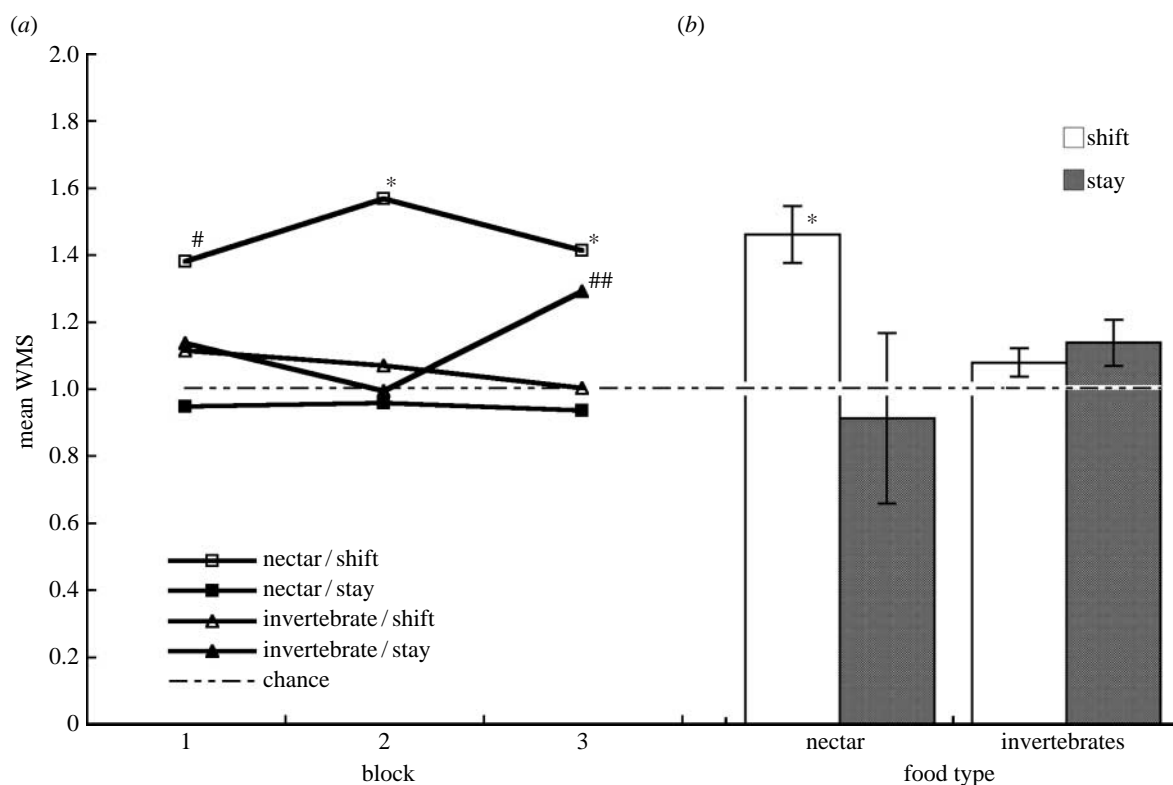 (a)
(b)
2.0
1.8
1.6
1.4
1.2
1.0
0.8
0.6
0.4
0.2
0
mean WMS
#
*
*
##
nectar / shift
nectar / stay
invertebrate / shift
invertebrate / stay
chance
1
2
3
block
shift
stay
*
nectar
invertebrates
food type